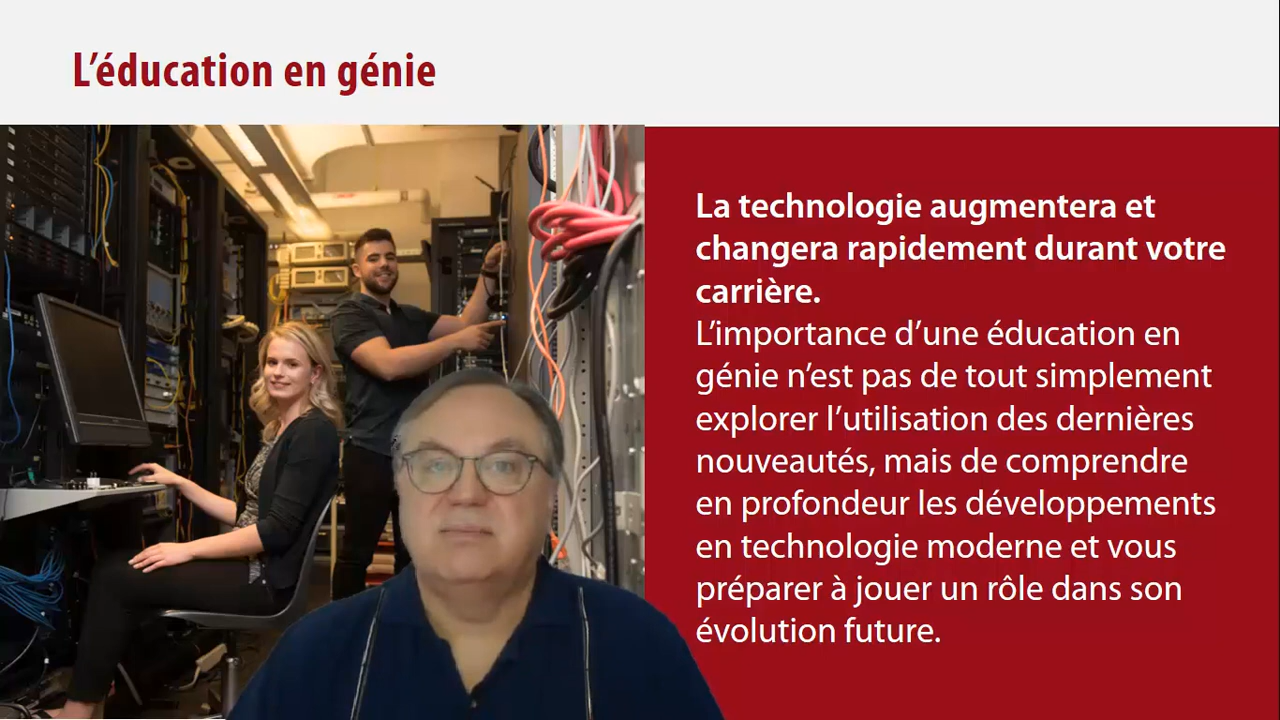 L’éducation en génie
La technologie augmentera et
changera rapidement durant votre
carrière.
L’importance d’une éducation en
génie n’est pas de tout simplement
explorer l’utilisation des dernières
nouveautés, mais de comprendre
en profondeur les développements
en technologie moderne et vous
préparer à jouer un rôle dans son
évolution future.